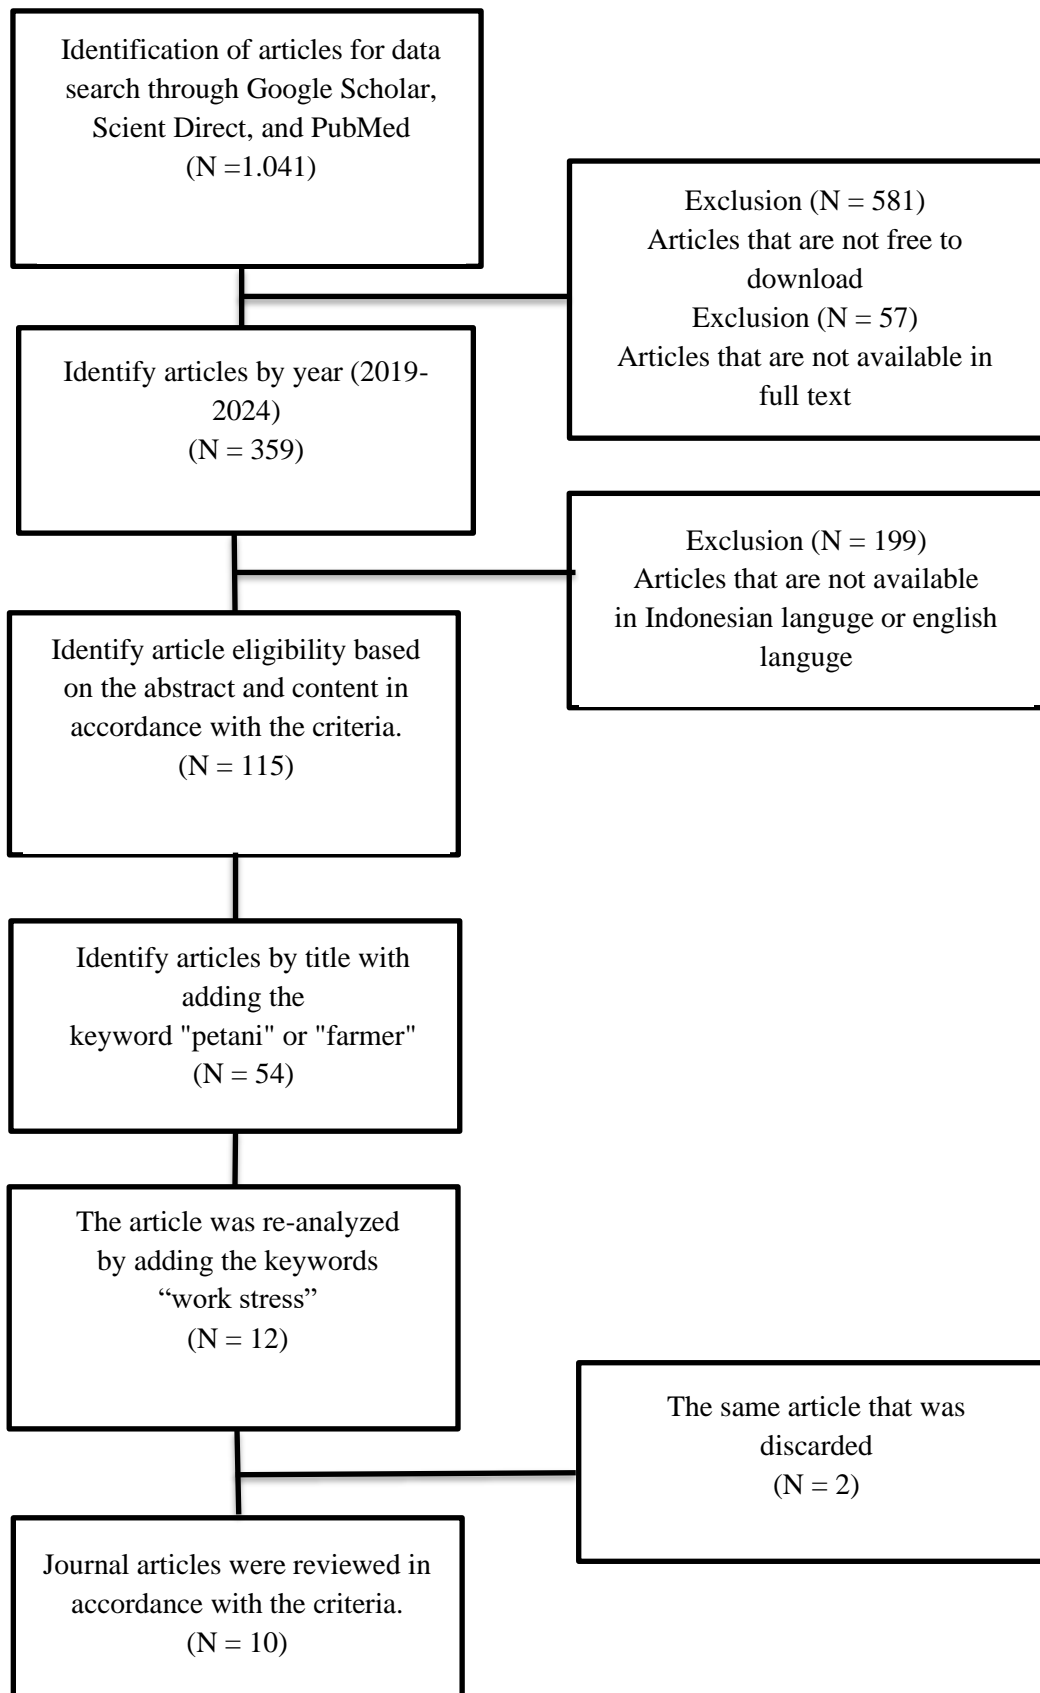 Identification of articles for data
search through Google Scholar,
Scient Direct, and PubMed
(N =1.041)
Exclusion (N = 581)
Articles that are not free to
download
Exclusion (N = 57)
Articles that are not available in
full text
Identify articles by year (2019-
2024)
(N = 359)
Exclusion (N = 199)
Articles that are not available
in Indonesian languge or english
languge
Identify article eligibility based
on the abstract and content in
accordance with the criteria.
(N = 115)
Identify articles by title with
adding the
keyword "petani" or "farmer"
(N = 54)
The article was re-analyzed
by adding the keywords
“work stress”
(N = 12)
The same article that was
discarded
(N = 2)
Journal articles were reviewed in
accordance with the criteria.
(N = 10)